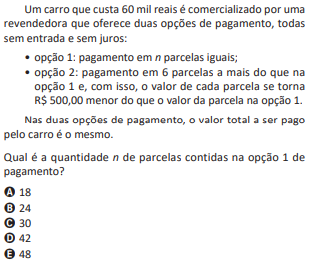 Um carro que custa 60 mil reais é comercializado por uma
revendedora que oferece duas opções de pagamento, todas
sem entrada e sem juros:
• opção 1: pagamento em n parcelas iguais;
• opção 2: pagamento em 6 parcelas a mais do que na
opção 1 e, com isso, o valor de cada parcela se torna
R$ 500,00 menor do que o valor da parcela na opção 1.
Nas duas opções de pagamento, o valor total a ser pago
pelo carro é o mesmo.
Qual é a quantidade n de parcelas contidas na opção 1 de
pagamento?
A 18
B 24
C 30
D 42
E 48